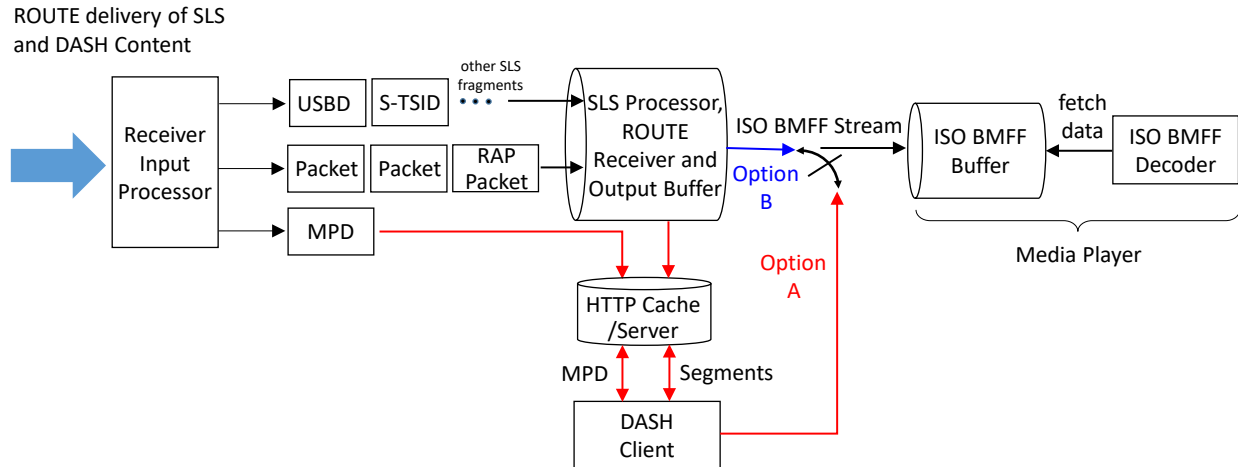 ROUTE delivery of SLS
and DASH Content
Receiver
Input
Processor
USBD
S-TSID
other SLS
fragments
Packet
Packet
RAP
Packet
MPD
SLS Processor,
ROUTE
Receiver and
Output Buffer
ISO BMFF Stream
Option
B
Option
A
ISO BMFF
Buffer
fetch
data
ISO BMFF
Decoder
Media Player
HTTP Cache
/Server
MPD
Segments
DASH
Client